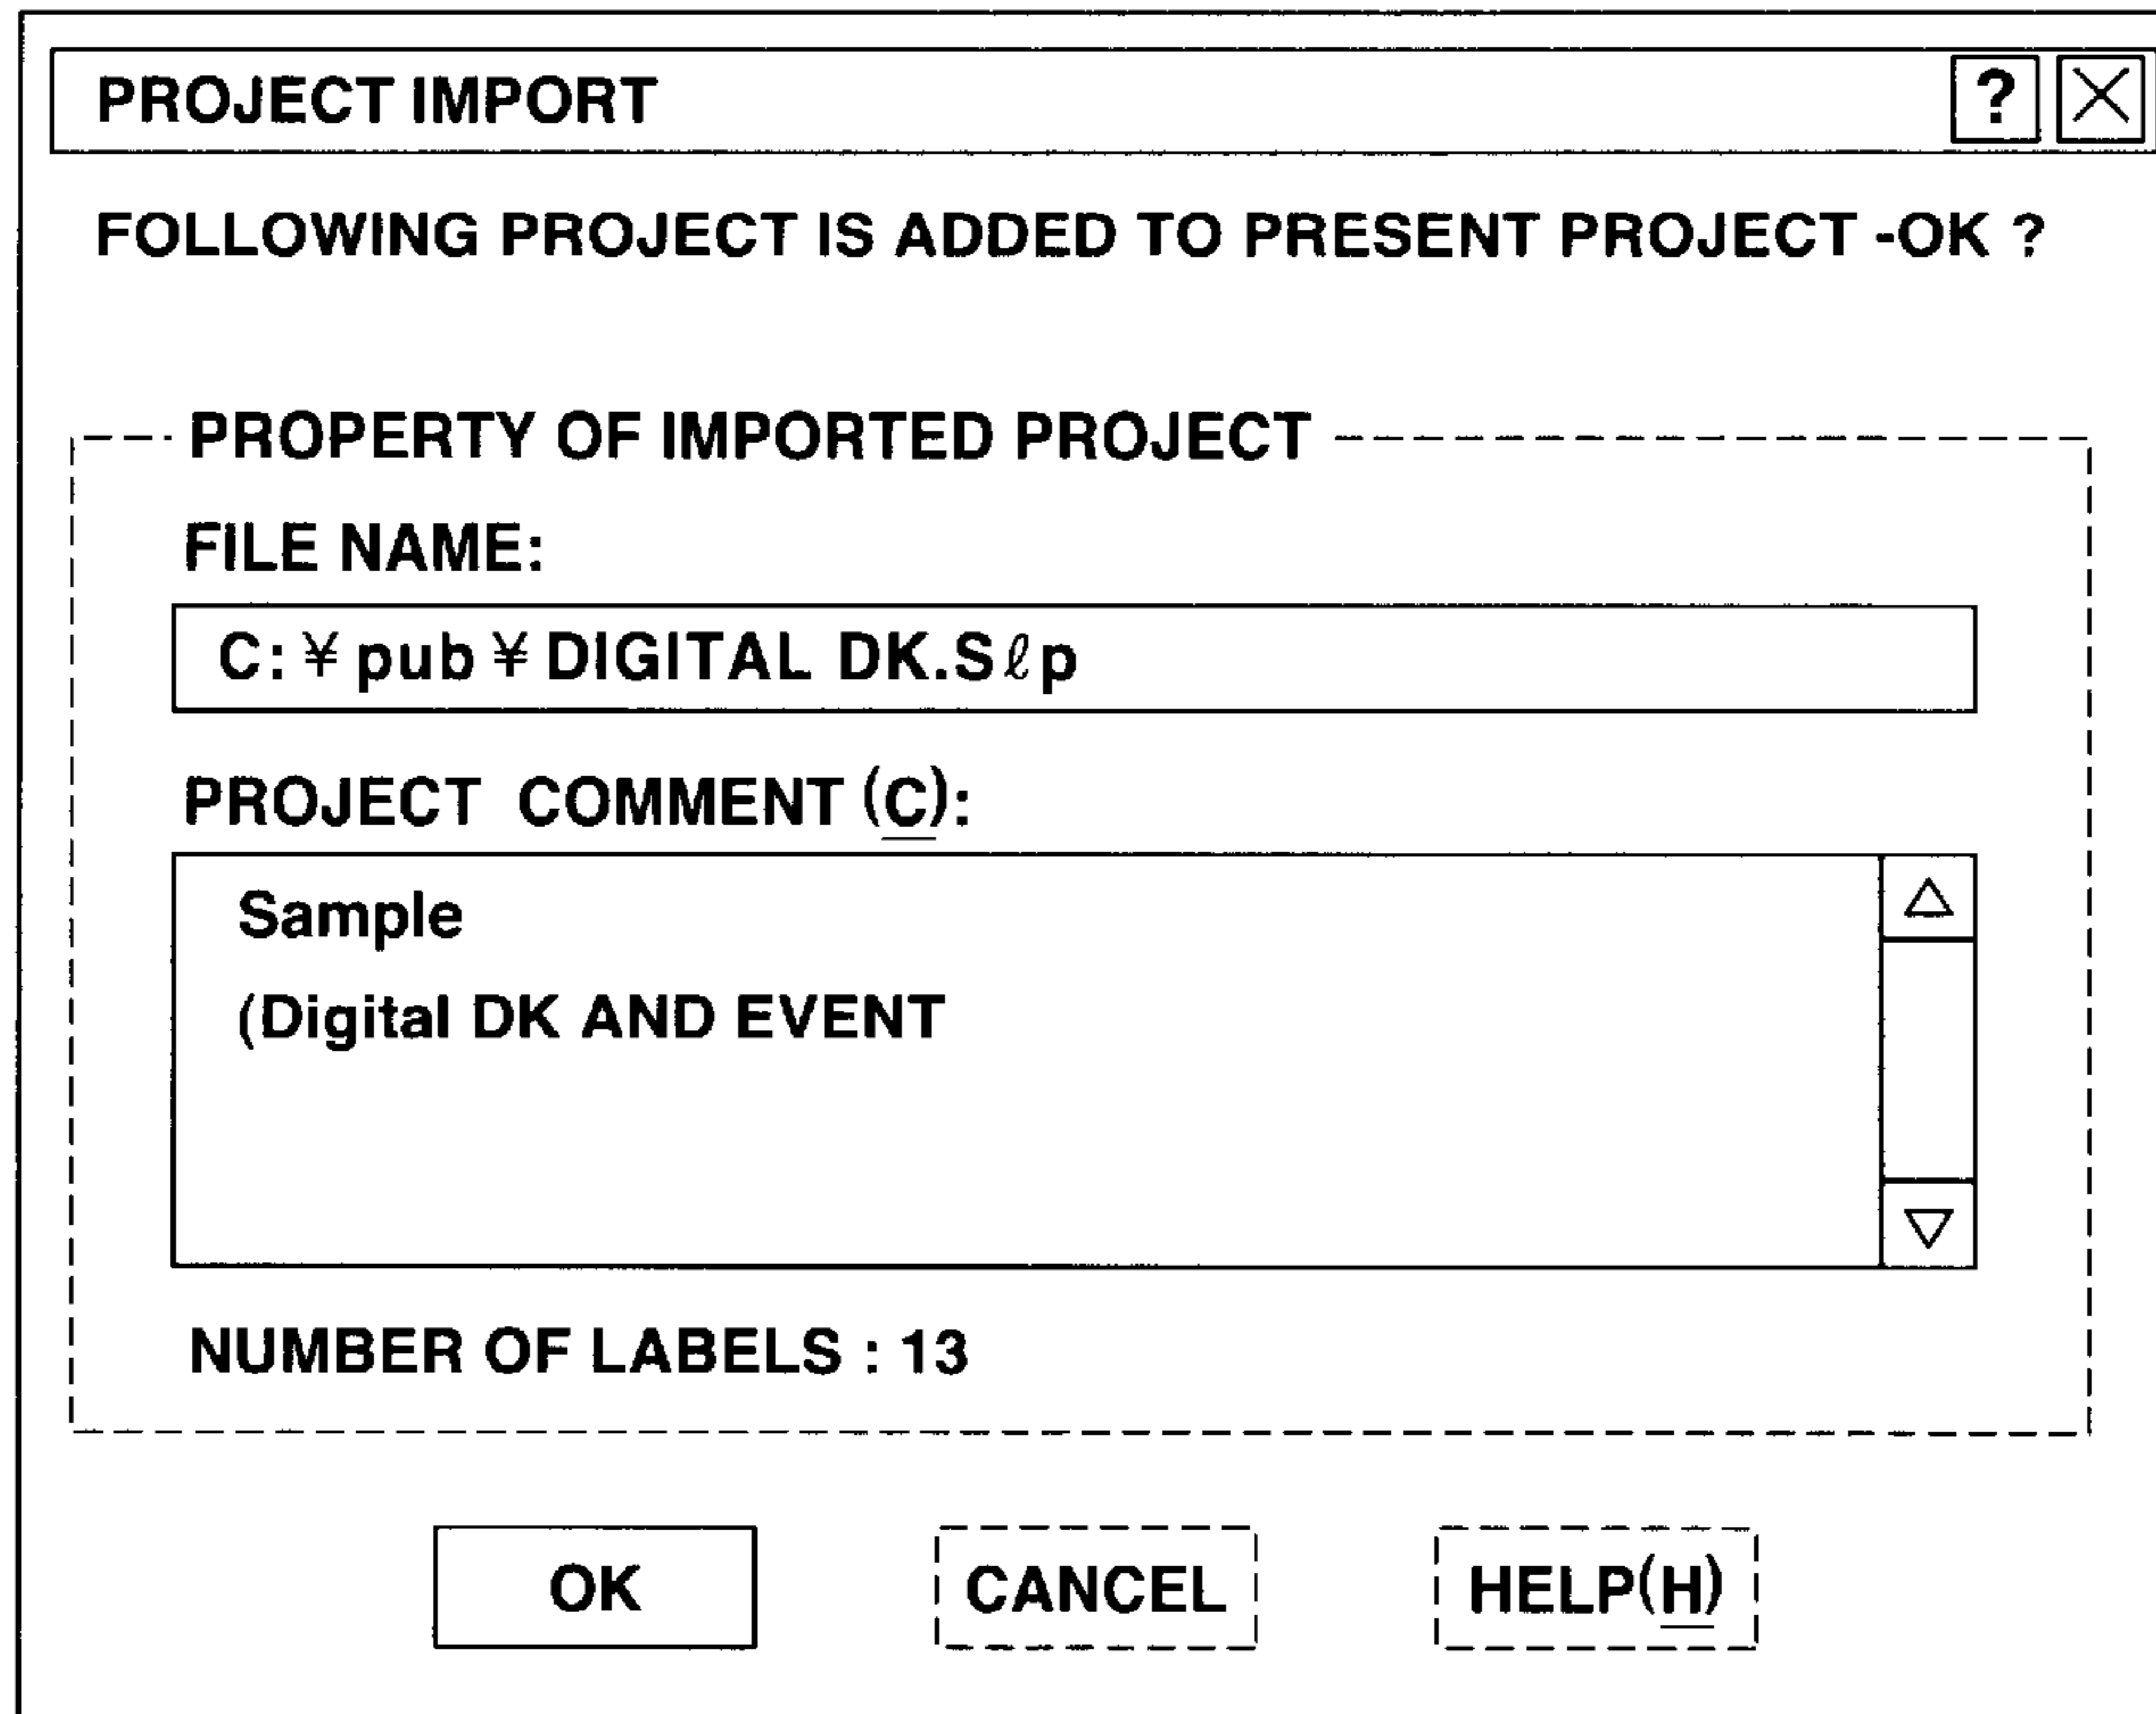 PROJECT IMPORT ?
FOLLOWING PROJECT IS ADDED TO PRESENT PROJECT -OK ?
PROPERTY OF IMPORTED PROJECT
FILE NAME:
C:¥pub¥DIGITAL DK.Sℓp
PROJECT COMMENT (C):
Sample
(Digital DK AND EVENT
NUMBER OF LABELS : 13
OK CANCEL HELP(H)